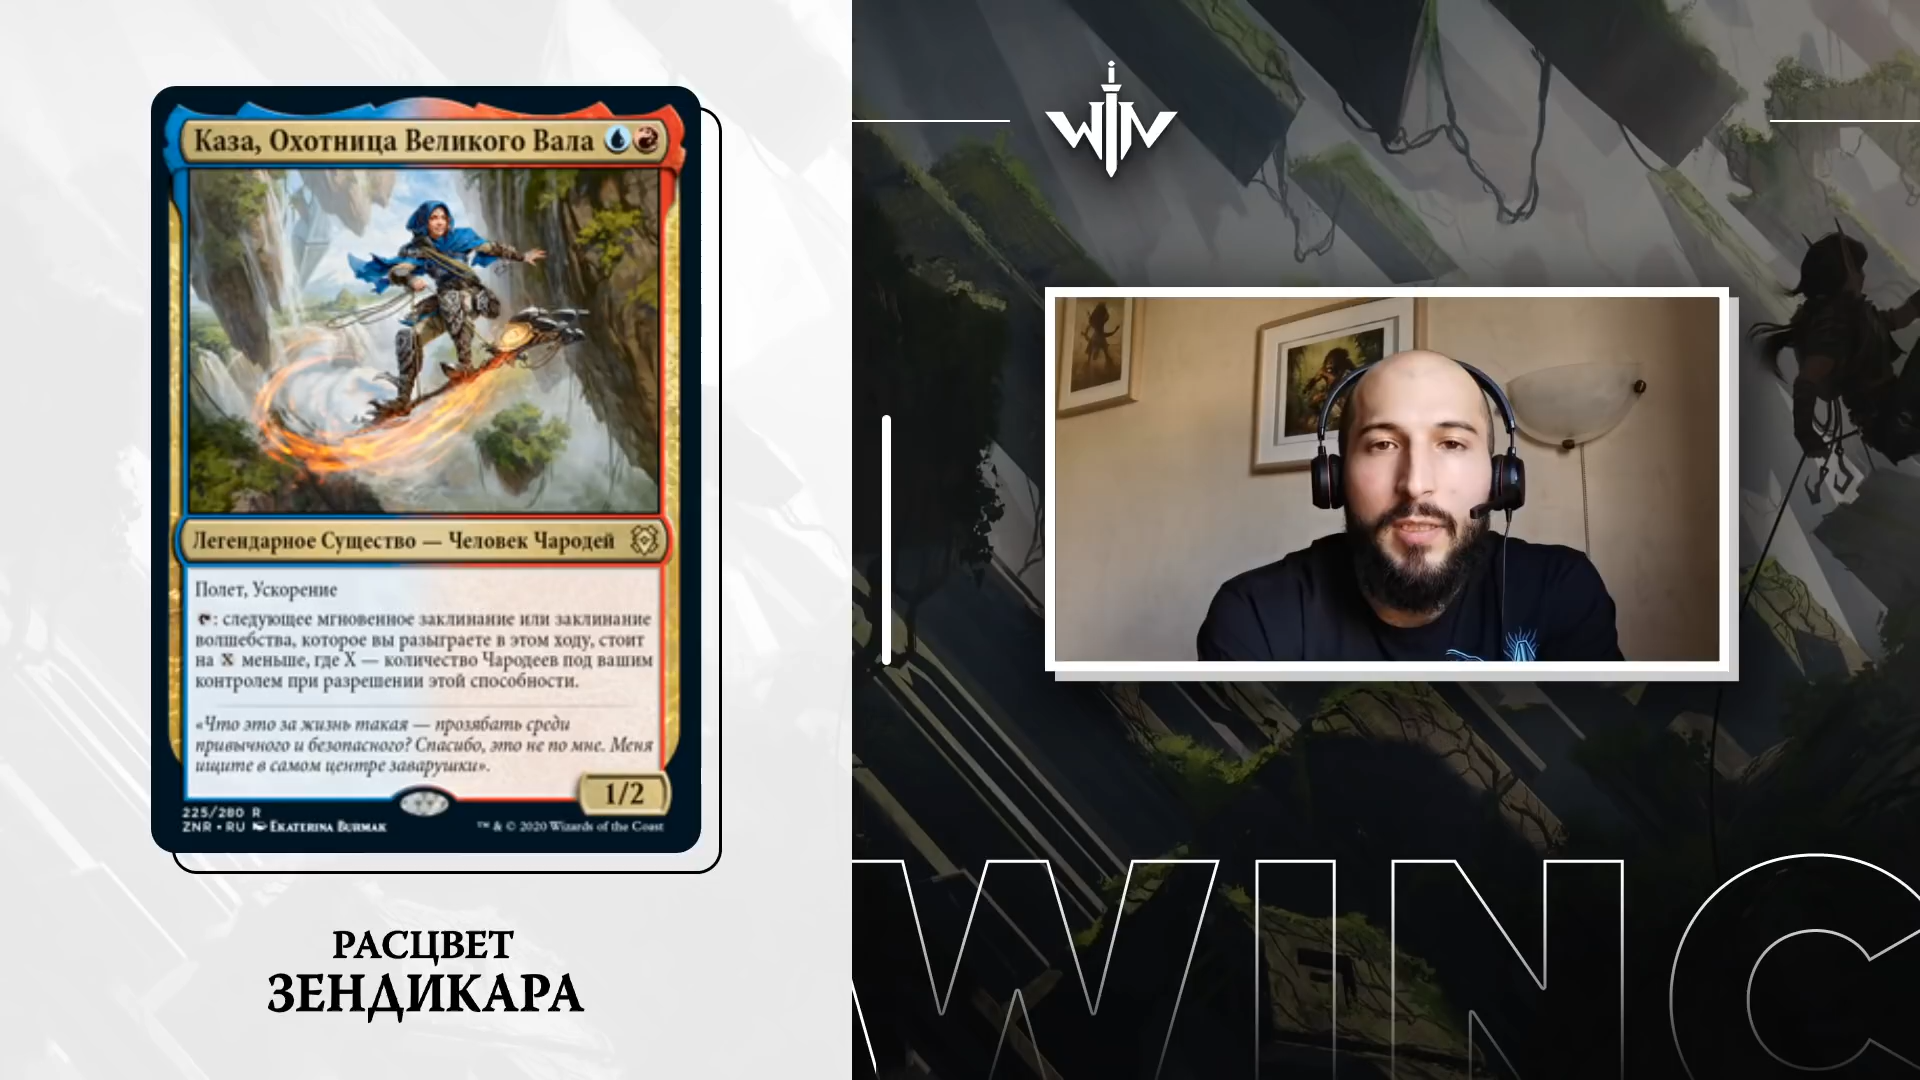 Каза, Охотница Великого Вала
Легендарное Существо — Человек Чародей
Полет, Ускорение
: следующее мгновенное заклинание или заклинание
волшебства, которое вы разыграете в этом ходу, стоит
на X меньше, где X — количество Чародеев под вашим
контролем при разрешении этой способности.
«Что это за жизнь такая — прозябать среди
привычного и безопасного? Спасибо, это не по мне. Меня
ищите в самом центре заварушки».
1/2
225/280 R
ZNR • RU EKATERINA BURMAK
™ & © 2020 Wizards of the Coast
РАСЦВЕТ
ЗЕНДИКАРА
WIN
WINC